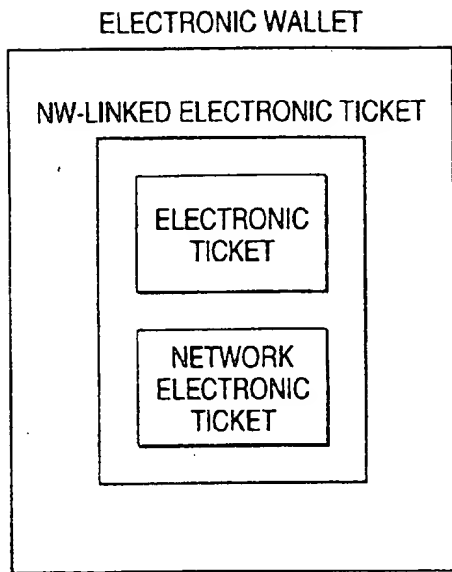 ELECTRONIC WALLET
NW-LINKED ELECTRONIC TICKET
ELECTRONIC
TICKET
NETWORK
ELECTRONIC
TICKET